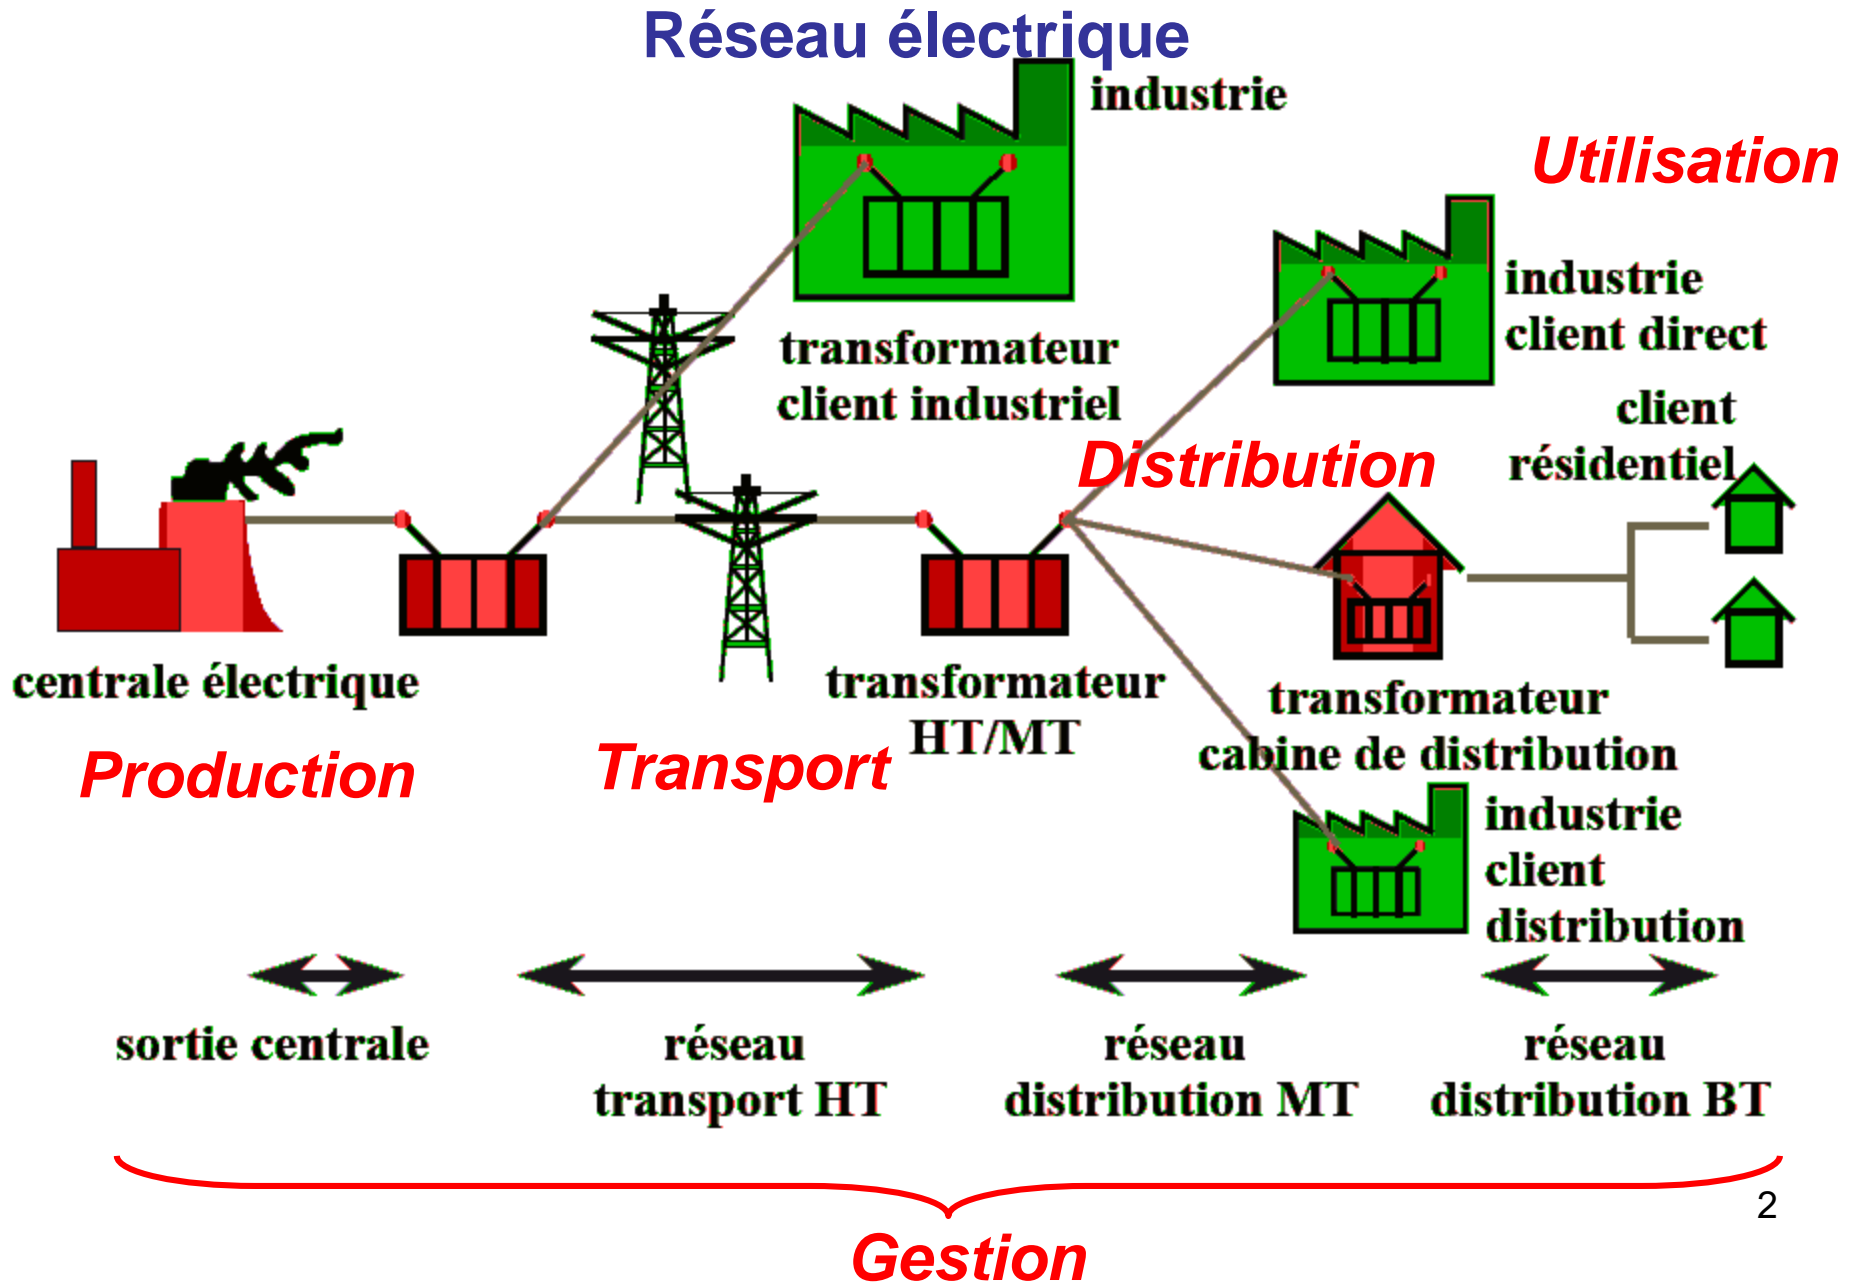 Réseau électrique
industrie
Utilisation
transformateur
client industriel
industrie
client direct
client
résidentiel
Distribution
centrale électrique
transformateur
HT/MT
transformateur
cabine de distribution
Production
Transport
industrie
client
distribution
sortie centrale
réseau
transport HT
réseau
distribution MT
réseau
distribution BT
2
Gestion